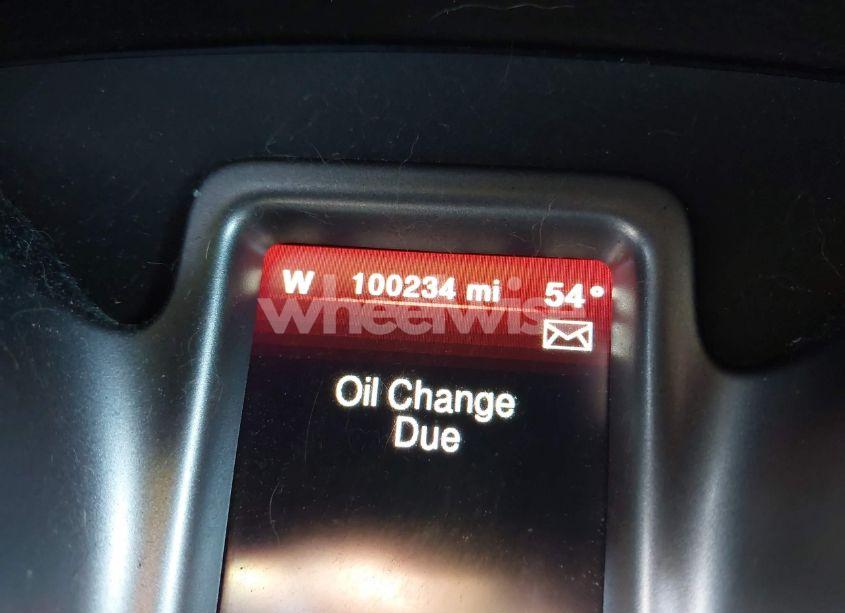 W 100234 mi 54°
wheelwise
Oil Change
Due